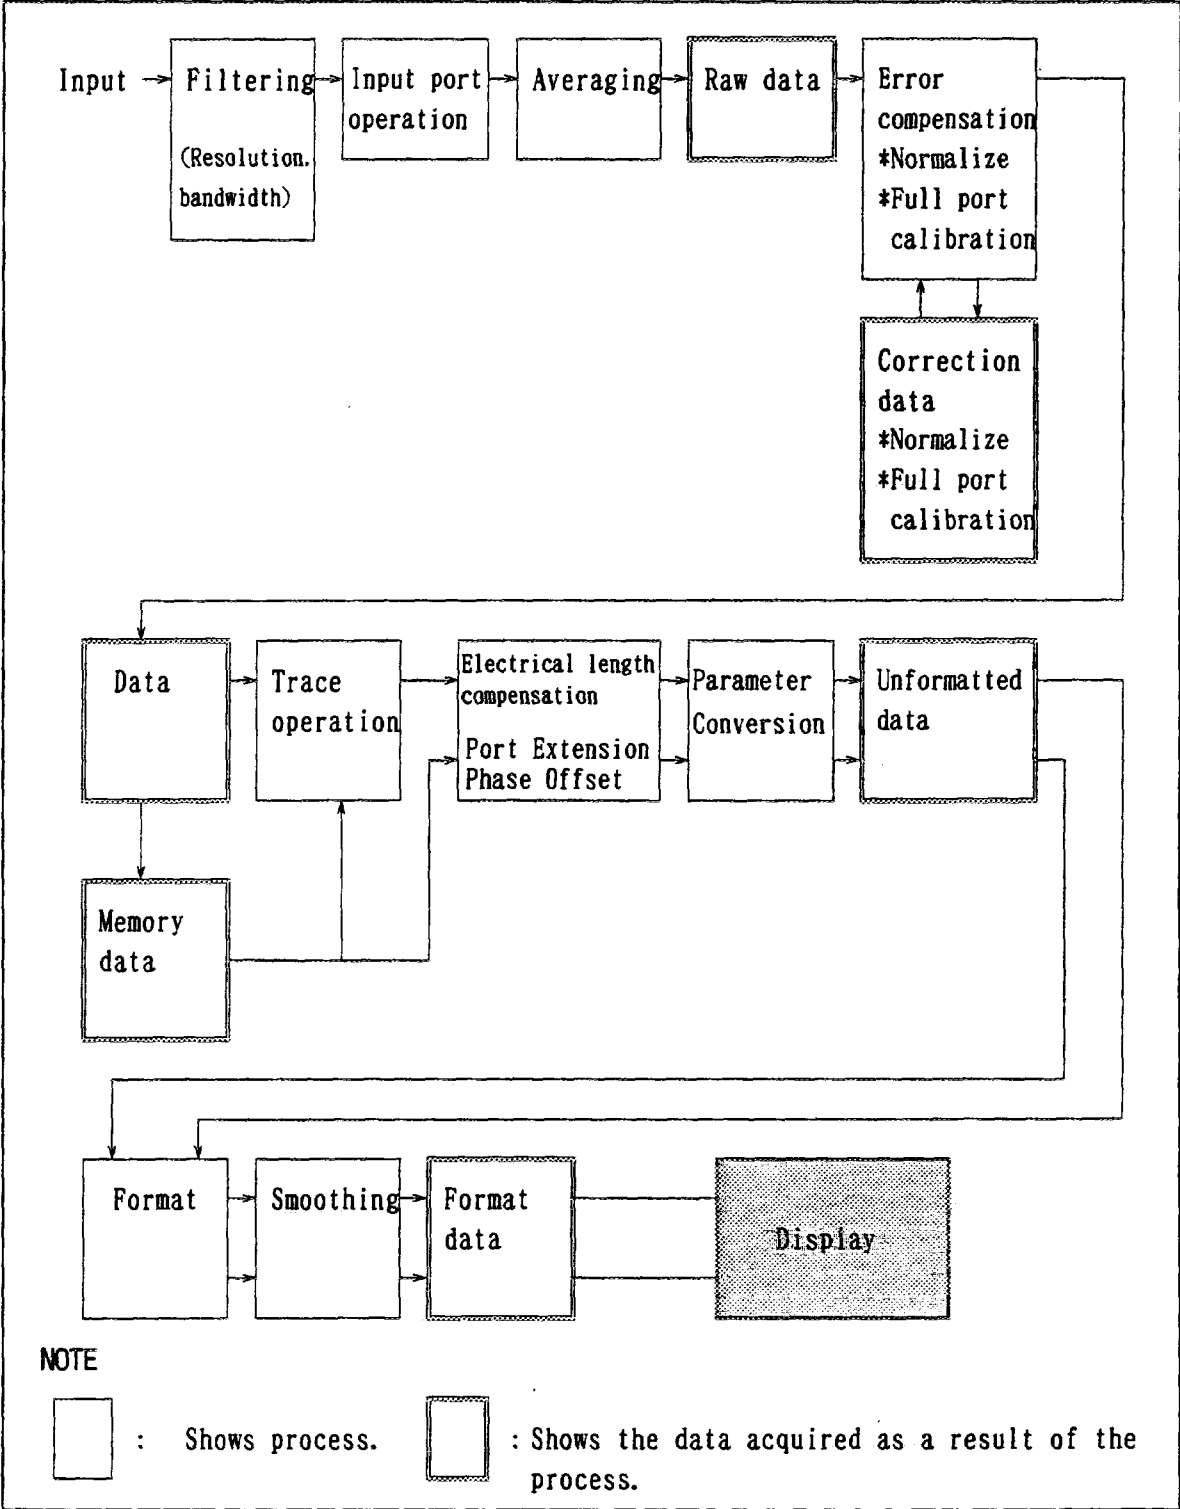 Input
Filtering
(Resolution.
bandwidth)
Input port
operation
Averaging
Raw data
Error
compensation
*Normalize
*Full port
calibration
Correction
data
*Normalize
*Full port
calibration
Data
Trace
operation
Electrical length
compensation
Port Extension
Phase Offset
Parameter
Conversion
Unformatted
data
Memory
data
Format
Smoothing
Format
data
Display
NOTE
: Shows process.
: Shows the data acquired as a result of the
process.